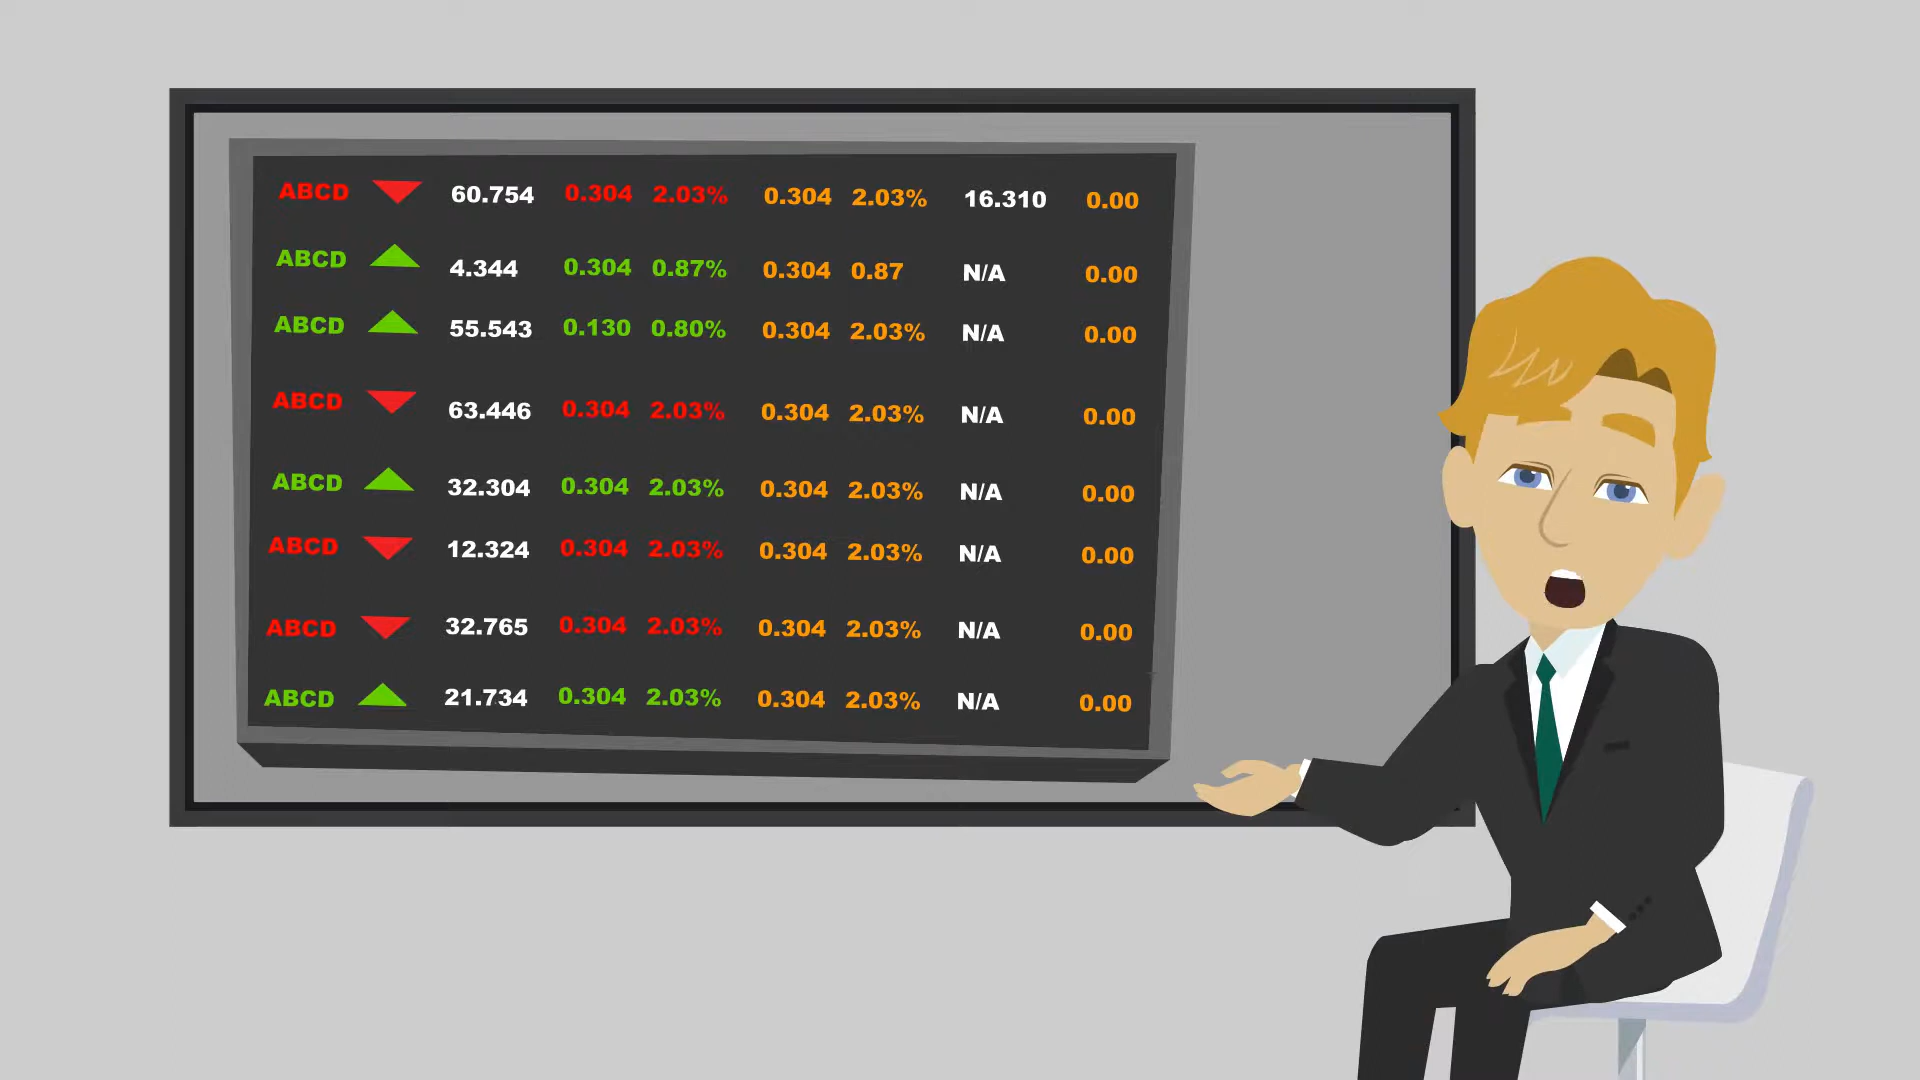 ABCD 60.754 0.304 2.03% 0.304 2.03% 16.310 0.00
ABCD 4.344 0.304 0.87% 0.304 0.87 N/A 0.00
ABCD 55.543 0.130 0.80% 0.304 2.03% N/A 0.00
ABCD 63.446 0.304 2.03% 0.304 2.03% N/A 0.00
ABCD 32.304 0.304 2.03% 0.304 2.03% N/A 0.00
ABCD 12.324 0.304 2.03% 0.304 2.03% N/A 0.00
ABCD 32.765 0.304 2.03% 0.304 2.03% N/A 0.00
ABCD 21.734 0.304 2.03% 0.304 2.03% N/A 0.00